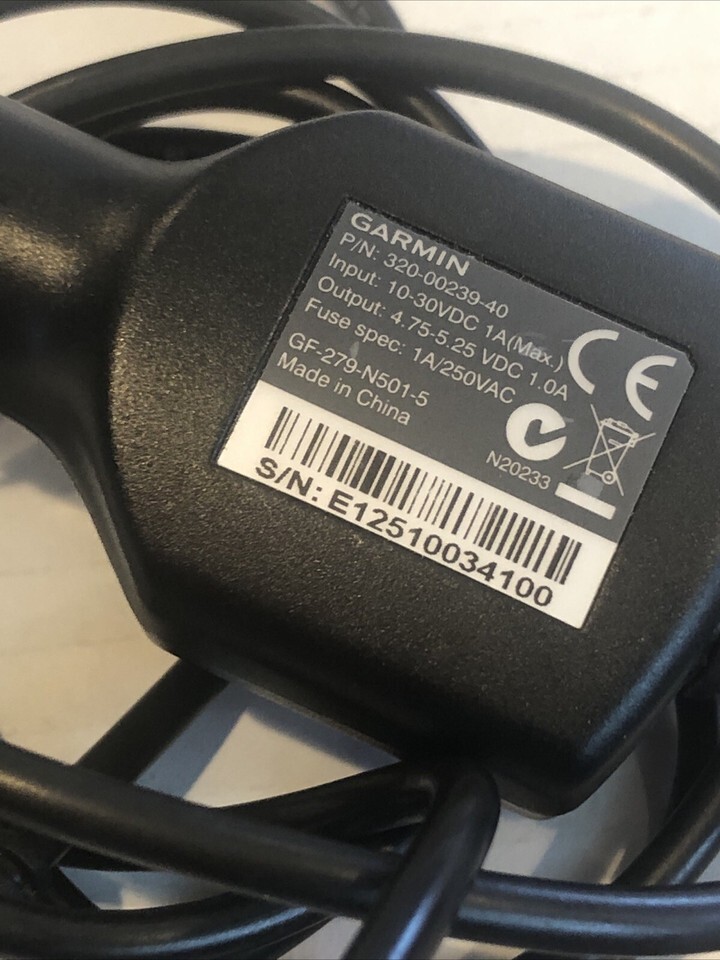 GARMIN
P/N: 320-00239-40
Input: 10-30VDC 1A(Max.)
Output: 4.75-5.25 VDC 1.0A
Fuse spec: 1A/250VAC
GF-279-N501-5
Made in China
CE
N20233
S/N: E12510034100